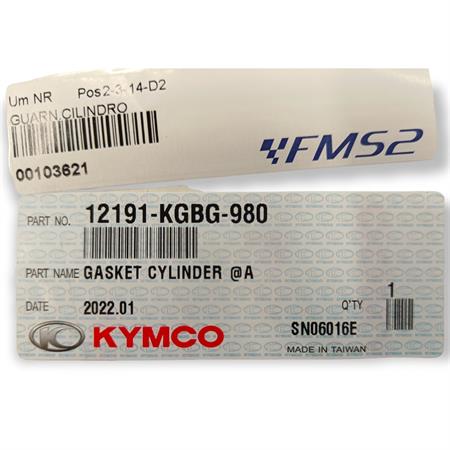 Um NR Pos2-3-14-D2
GUARN.CILINDRO
00103621
FMS2
PART NO. 12191-KGBG-980
PART NAME GASKET CYLINDER @A
DATE 2022.01 Q'TY 1
KYMCO SN06016E
MADE IN TAIWAN